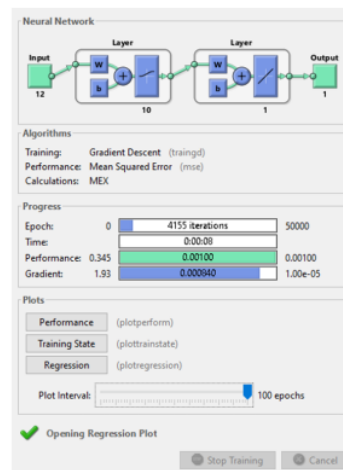 Neural Network
Layer Layer
Input Output
W W
b b
12 1
10 1
Algorithms
Training: Gradient Descent (traingd)
Performance: Mean Squared Error (mse)
Calculations: MEX
Progress
Epoch: 0 4155 iterations 50000
Time: 0:00:08
Performance: 0.345 0.00100 0.00100
Gradient: 1.93 0.000840 1.00e-05
Plots
Performance (plotperform)
Training State (plottrainstate)
Regression (plotregression)
Plot Interval: 100 epochs
Opening Regression Plot
Stop Training Cancel